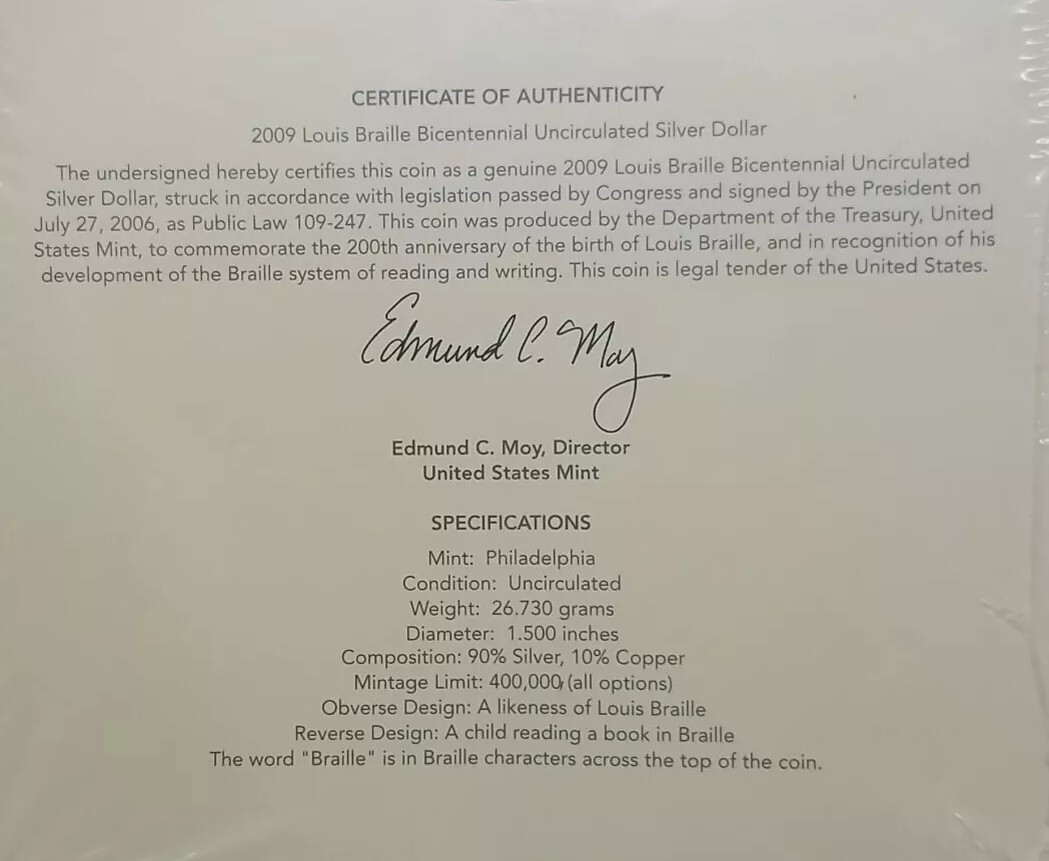 CERTIFICATE OF AUTHENTICITY
2009 Louis Braille Bicentennial Uncirculated Silver Dollar
The undersigned hereby certifies this coin as a genuine 2009 Louis Braille Bicentennial Uncirculated
Silver Dollar, struck in accordance with legislation passed by Congress and signed by the President on
July 27, 2006, as Public Law 109-247. This coin was produced by the Department of the Treasury, United
States Mint, to commemorate the 200th anniversary of the birth of Louis Braille, and in recognition of his
development of the Braille system of reading and writing. This coin is legal tender of the United States.
Edmund C. Moy
Edmund C. Moy, Director
United States Mint
SPECIFICATIONS
Mint: Philadelphia
Condition: Uncirculated
Weight: 26.730 grams
Diameter: 1.500 inches
Composition: 90% Silver, 10% Copper
Mintage Limit: 400,000 (all options)
Obverse Design: A likeness of Louis Braille
Reverse Design: A child reading a book in Braille
The word "Braille" is in Braille characters across the top of the coin.